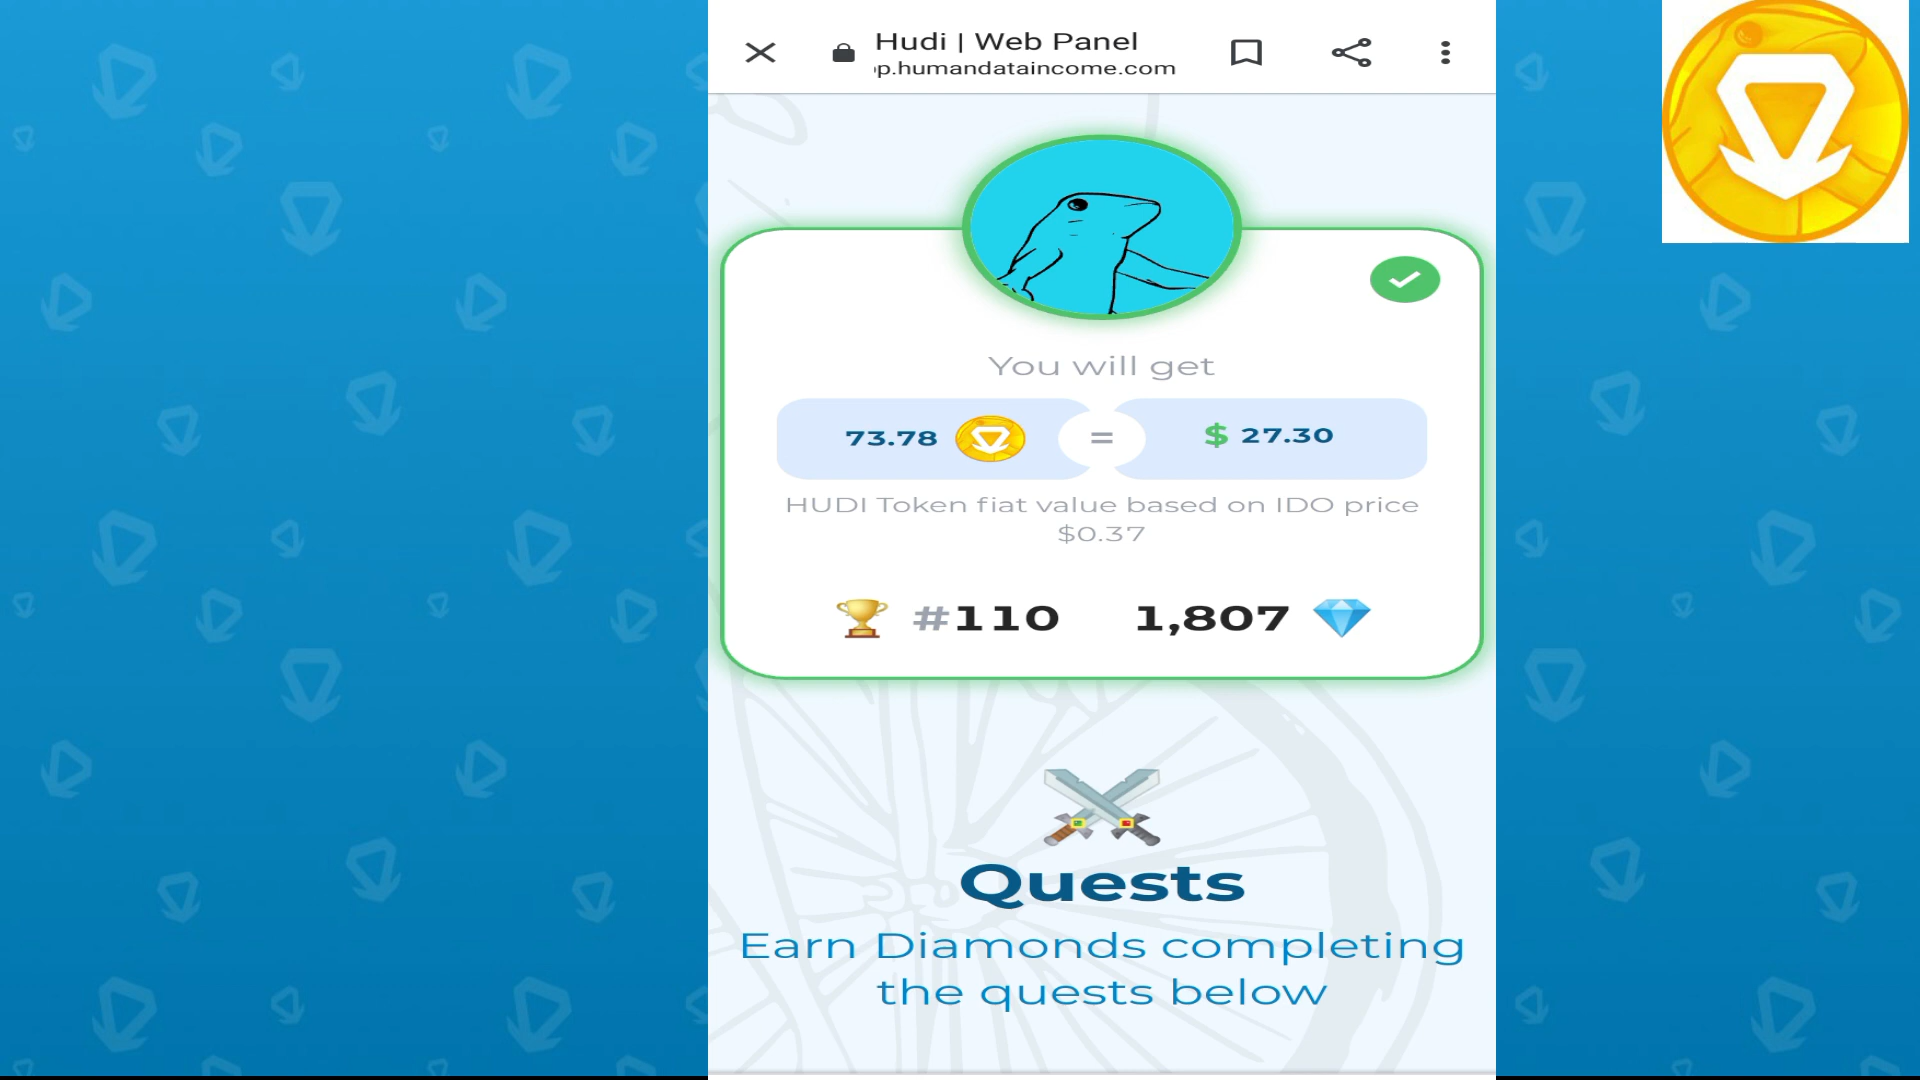 Hudi | Web Panel
p.humandataincome.com
You will get
73.78 = $ 27.30
HUDI Token fiat value based on IDO price
$0.37
#110 1,807
Quests
Earn Diamonds completing
the quests below